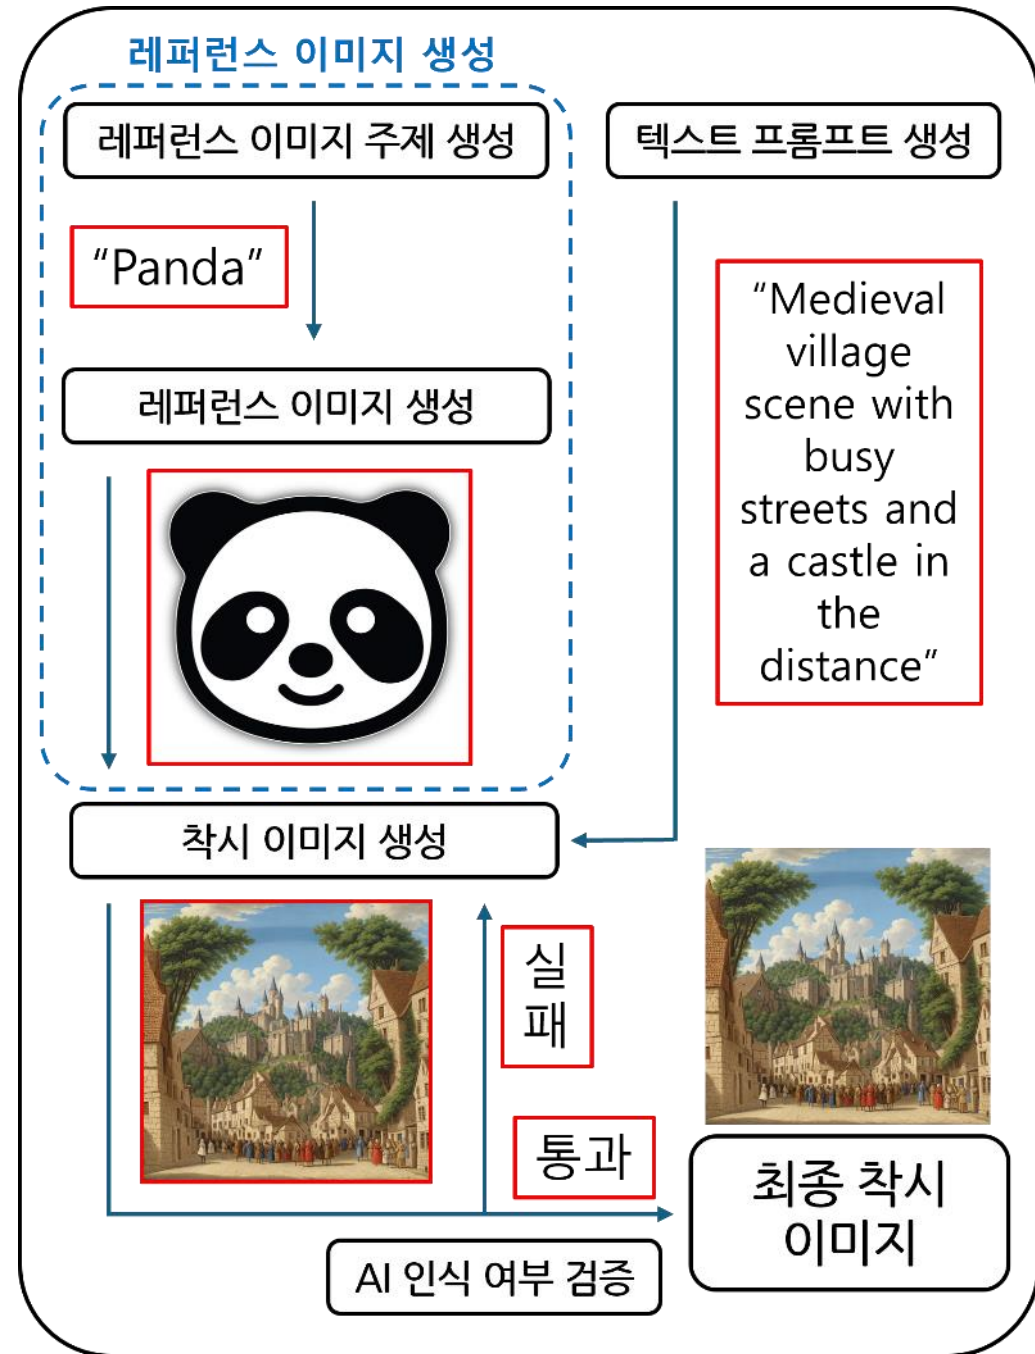 레퍼런스 이미지 생성
레퍼런스 이미지 주제 생성
텍스트 프롬프트 생성
“Panda”
레퍼런스 이미지 생성
“Medieval
village
scene with
busy
streets and
a castle in
the
distance”
착시 이미지 생성
실
패
통과
최종 착시
이미지
AI 인식 여부 검증